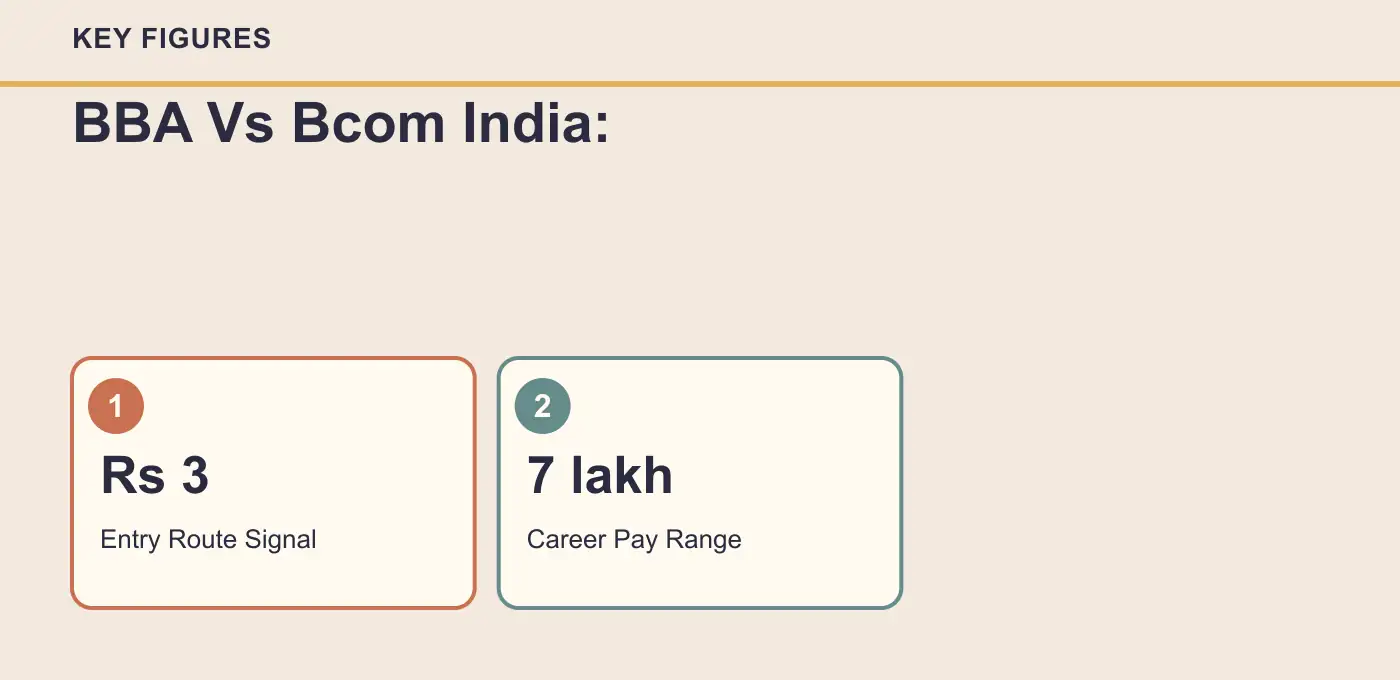 KEY FIGURES
BBA Vs Bcom India:
1
Rs 3
Entry Route Signal
2
7 lakh
Career Pay Range